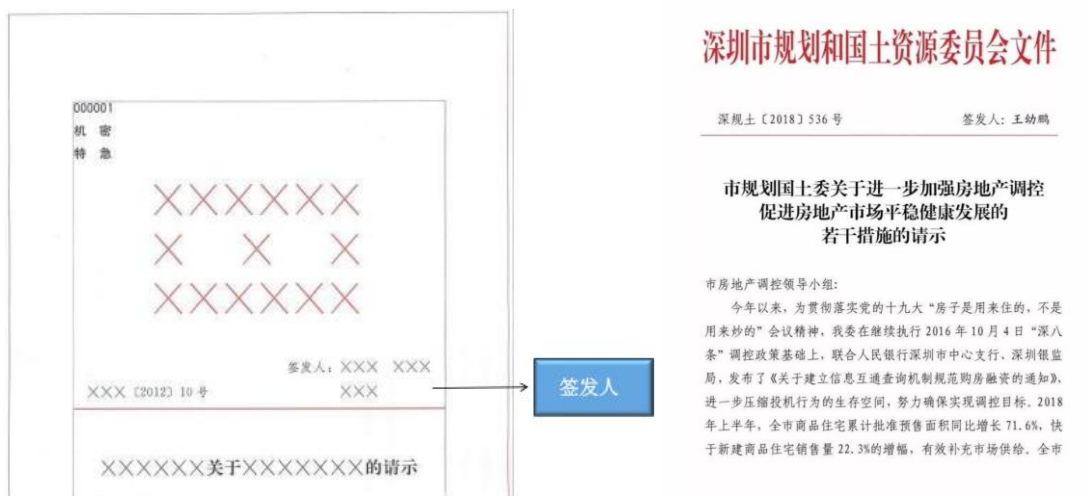 000001
机 密
特 急
XXXXXX
X X X
XXXXXX
签发人：XXX XXX
XXX〔2012〕10号 XXX
XXXXXX关于XXXXXXX的请示
签发人
深圳市规划和国土资源委员会文件
深规土〔2018〕536号 签发人：王幼鹏
市规划国土委关于进一步加强房地产调控
促进房地产市场平稳健康发展的
若干措施的请示
市房地产调控领导小组：
今年以来，为贯彻落实党的十九大“房子是用来住的，不是
用来炒的”会议精神，我委在继续执行2016年10月4日“深八
条”调控政策基础上，联合人民银行深圳市中心支行、深圳银监
局，发布了《关于建立信息互通查询机制规范购房融资的通知》，
进一步压缩投机行为的生存空间，努力确保实现调控目标。2018
年上半年，全市商品住宅累计批准预售面积同比增长71.6%，快
于新建商品住宅销售量22.3%的增幅，有效补充市场供给。全市